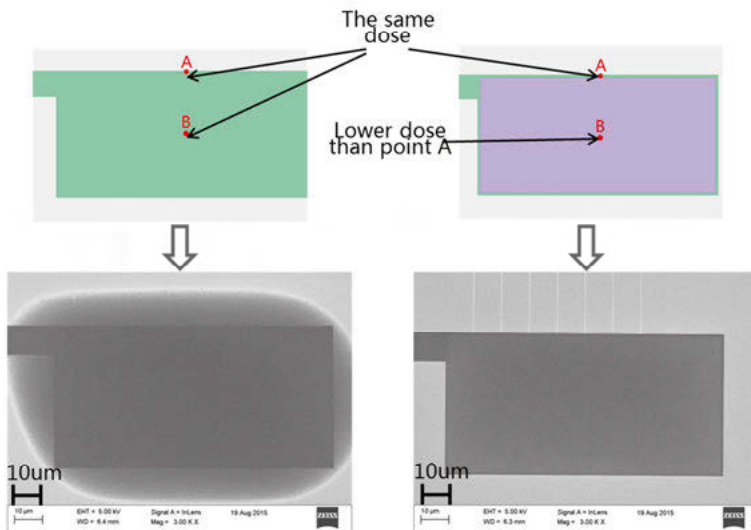 The same
dose
A
B
A
B
Lower dose
than point A
10um
10 µm
EHT = 5.00 kV
WD = 6.4 mm
Signal A = InLens
Mag = 3.00 K X
19 Aug 2015
ZEISS
10um
10 µm
EHT = 5.00 kV
WD = 6.3 mm
Signal A = InLens
Mag = 3.00 K X
19 Aug 2015
ZEISS